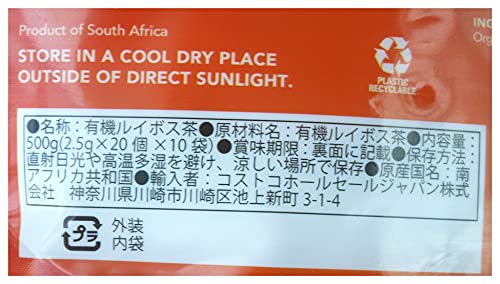 Product of South Africa
STORE IN A COOL DRY PLACE
OUTSIDE OF DIRECT SUNLIGHT.
PLASTIC
RECYCLABLE
ING
Orga
●名称：有機ルイボス茶●原材料名：有機ルイボス茶●内容量：
500g(2.5g×20個×10袋)●賞味期限：裏面に記載●保存方法：
直射日光や高温多湿を避け、涼しい場所で保存●原産国名：南
アフリカ共和国●輸入者：コストコホールセールジャパン株式
会社　神奈川県川崎市川崎区池上新町 3-1-4
プラ
外装
内袋